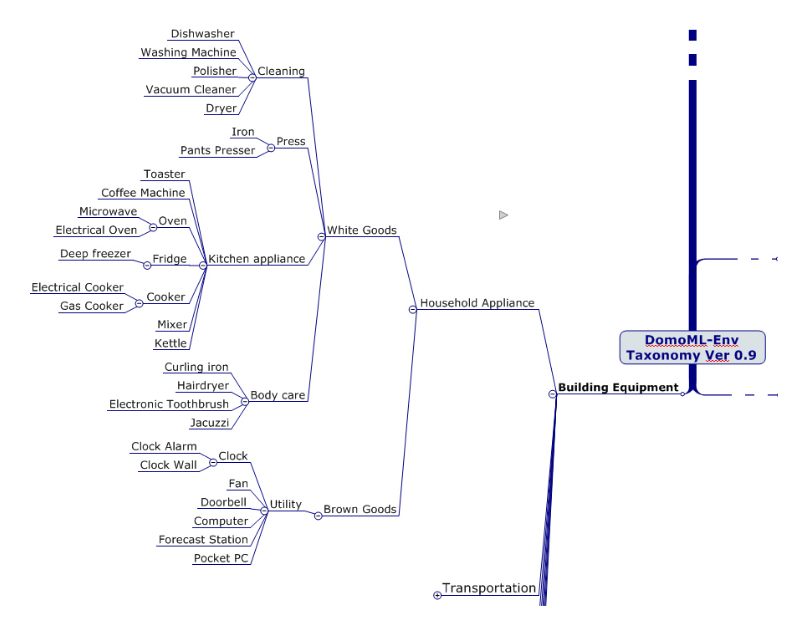 Dishwasher
Washing Machine
Polisher
Cleaning
Vacuum Cleaner
Dryer
Iron
Press
Pants Presser
Toaster
Coffee Machine
Microwave
Oven
Electrical Oven
White Goods
Deep freezer
Fridge
Kitchen appliance
Electrical Cooker
Cooker
Gas Cooker
Household Appliance
Mixer
Kettle
DomoML-Env
Taxonomy Ver 0.9
Curling iron
Hairdryer
Building Equipment
Body care
Electronic Toothbrush
Jacuzzi
Clock Alarm
Clock
Clock Wall
Fan
Doorbell
Utility
Brown Goods
Computer
Forecast Station
Pocket PC
Transportation